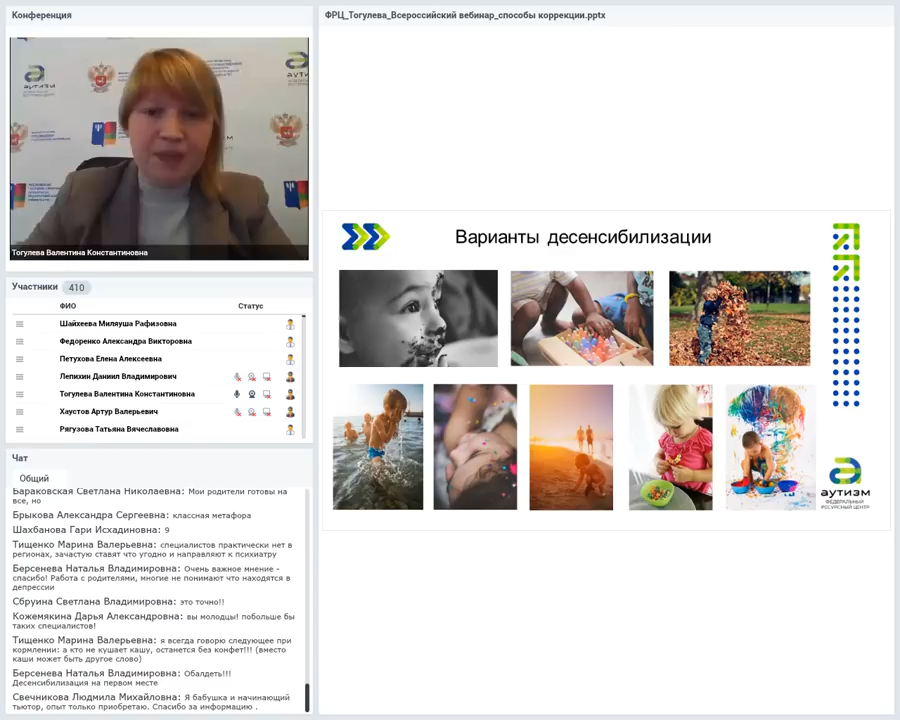 Конференция
аутизм
аути
Тогулева Валентина Константиновна
Участники 410
ФИО Статус
Шайхеева Миляуша Рафизовна
Федоренко Александра Викторовна
Петухова Елена Алексеевна
Лепихин Даниил Владимирович
Тогулева Валентина Константиновна
Хаустов Артур Валерьевич
Рягузова Татьяна Вячеславовна
Чат
Общий
Бараковская Светлана Николаевна: Мои родители готовы на
все, но
Брыкова Александра Сергеевна: классная метафора
Шахбанова Гари Исхадиновна: 9
Тищенко Марина Валерьевна: специалистов практически нет в
регионах, зачастую ставят что угодно и направляют к психиатру
Берсенева Наталья Владимировна: Очень важное мнение -
спасибо! Работа с родителями, многие не понимают что находятся в
депрессии
Сбруина Светлана Владимировна: это точно!!
Кожемякина Дарья Александровна: вы молодцы! побольше бы
таких специалистов!
Тищенко Марина Валерьевна: я всегда говорю следующее при
кормлении: а кто не кушает кашу, останется без конфет!!! (вместо
каши может быть другое слово)
Берсенева Наталья Владимировна: Обалдеть!!!
Десенсибилизация на первом месте
Свечникова Людмила Михайловна: Я бабушка и начинающий
тьютор, опыт только приобретаю. Спасибо за информацию .
ФРЦ_Тогулева_Всероссийский вебинар_способы коррекции.pptx
Варианты десенсибилизации
аутизм
ФЕДЕРАЛЬНЫЙ
РЕСУРСНЫЙ ЦЕНТР